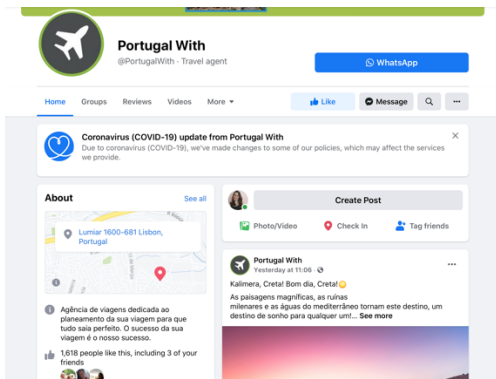 Portugal With
@PortugalWith · Travel agent
WhatsApp
Home Groups Reviews Videos More
Like Message
Coronavirus (COVID-19) update from Portugal With
Due to coronavirus (COVID-19), we've made changes to some of our policies, which may affect the services
we provide.
About See all
Lumiar 1600-681 Lisbon,
Portugal
Agência de viagens dedicada ao
planeamento da sua viagem para que
tudo saia perfeito. O sucesso da sua
viagem é o nosso sucesso.
1,618 people like this, including 3 of your
friends
Create Post
Photo/Video Check in Tag friends
Portugal With
Yesterday at 11:06 ·
Kalimera, Creta! Bom dia, Creta!
As paisagens magníficas, as ruínas
milenares e as águas do mediterrâneo tornam este destino, um
destino de sonho para qualquer um!... See more